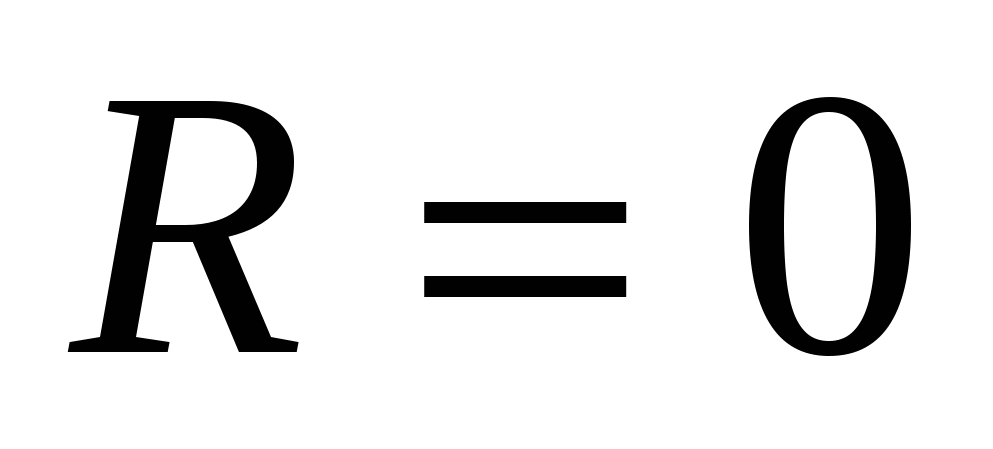 R = 0